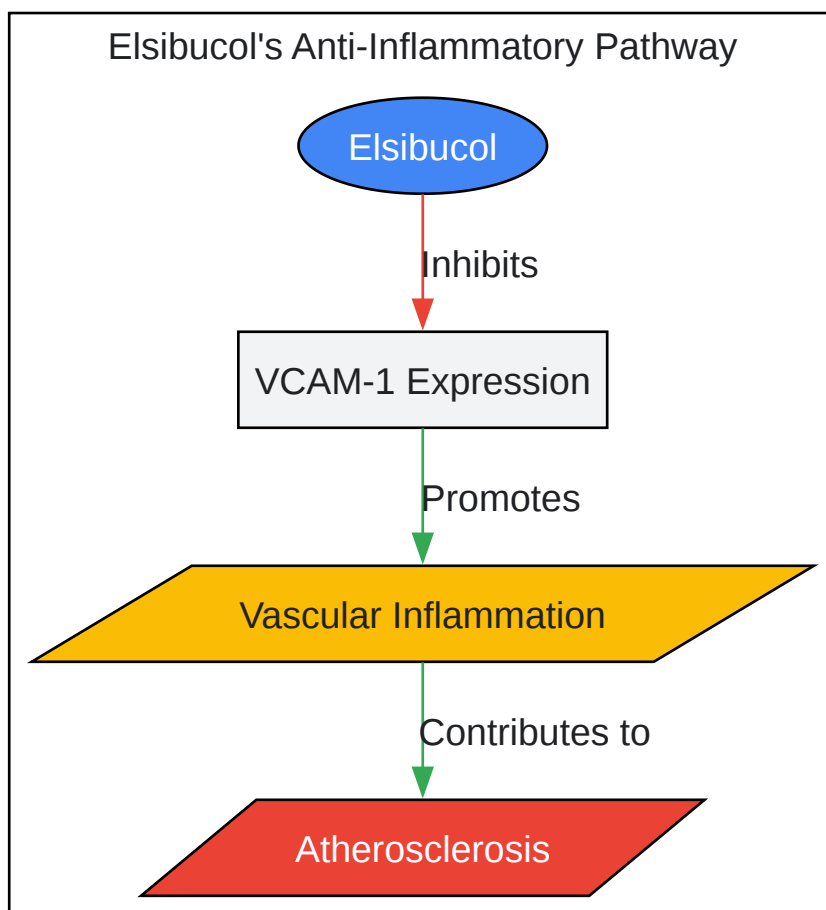 Elsibucol's Anti-Inflammatory Pathway
Elsibucol
Inhibits
VCAM-1 Expression
Promotes
Vascular Inflammation
Contributes to
Atherosclerosis